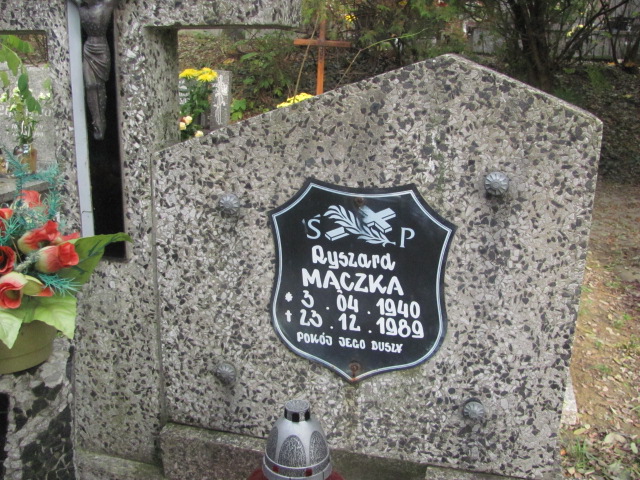 Ś P
Ryszard
MĄCZKA
* 3.04.1940
† 23.12.1989
POKÓJ JEGO DUSZY